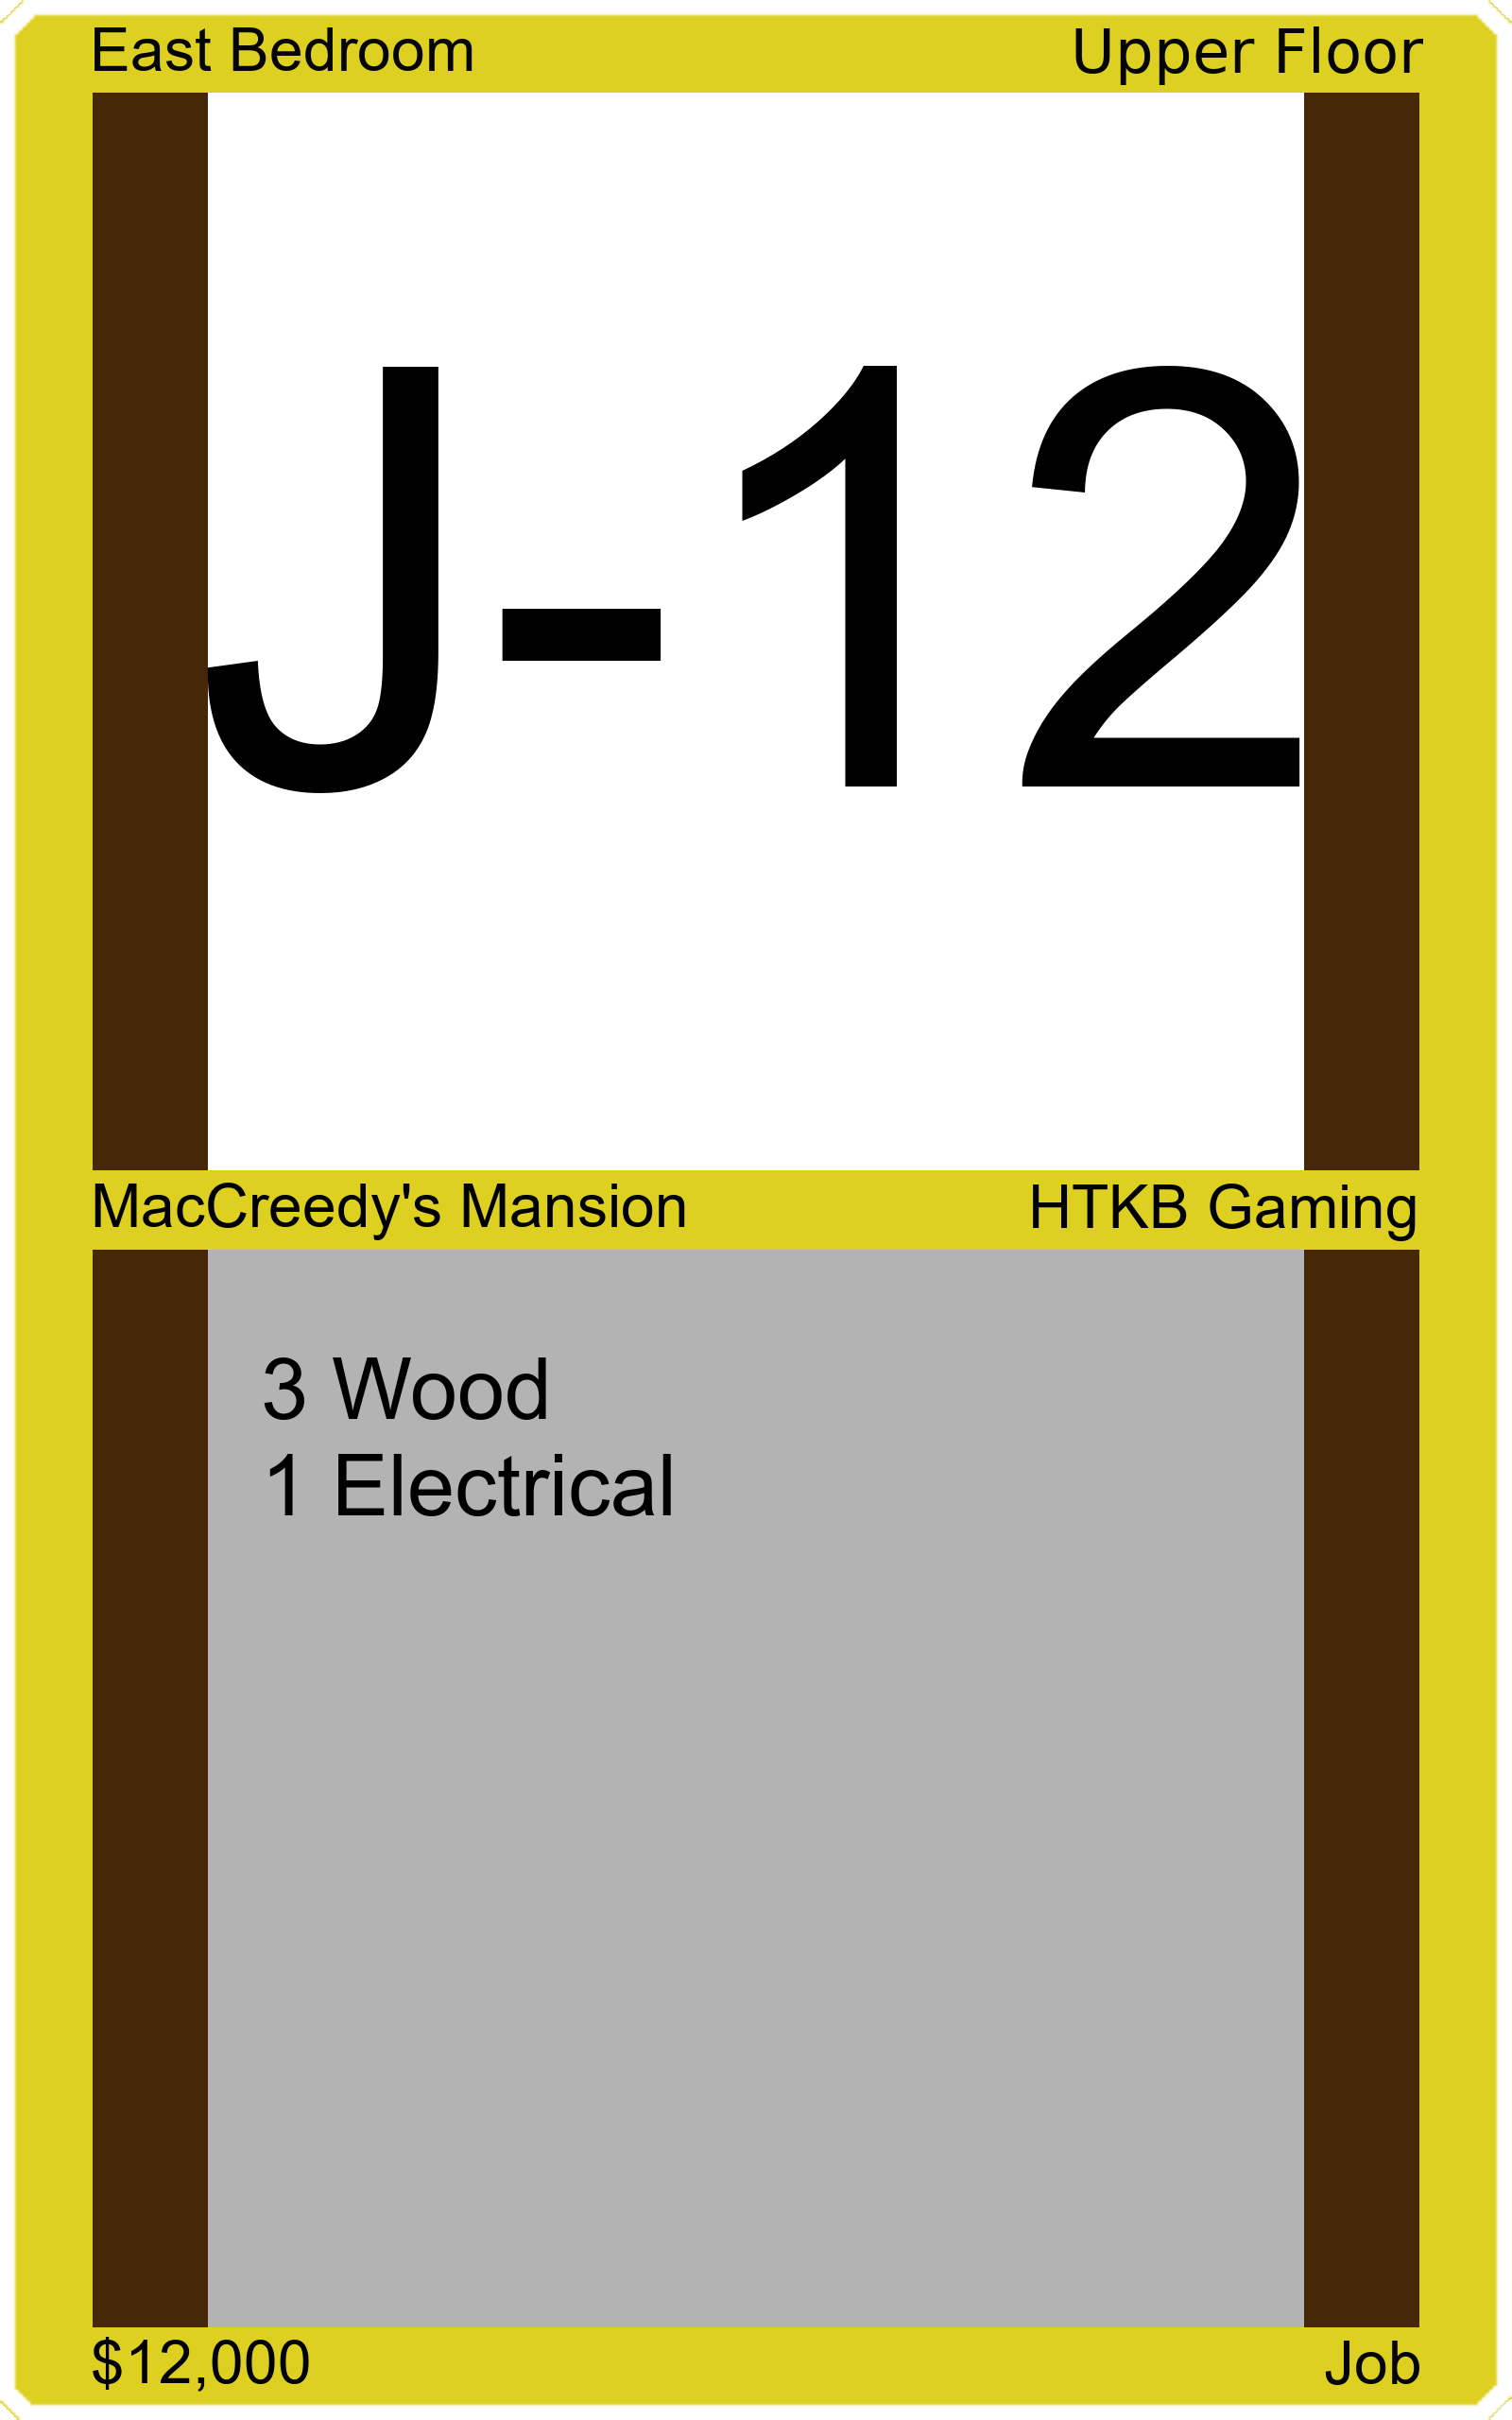 East Bedroom Upper Floor
J-12
MacCreedy's Mansion HTKB Gaming
3 Wood
1 Electrical
$12,000 Job